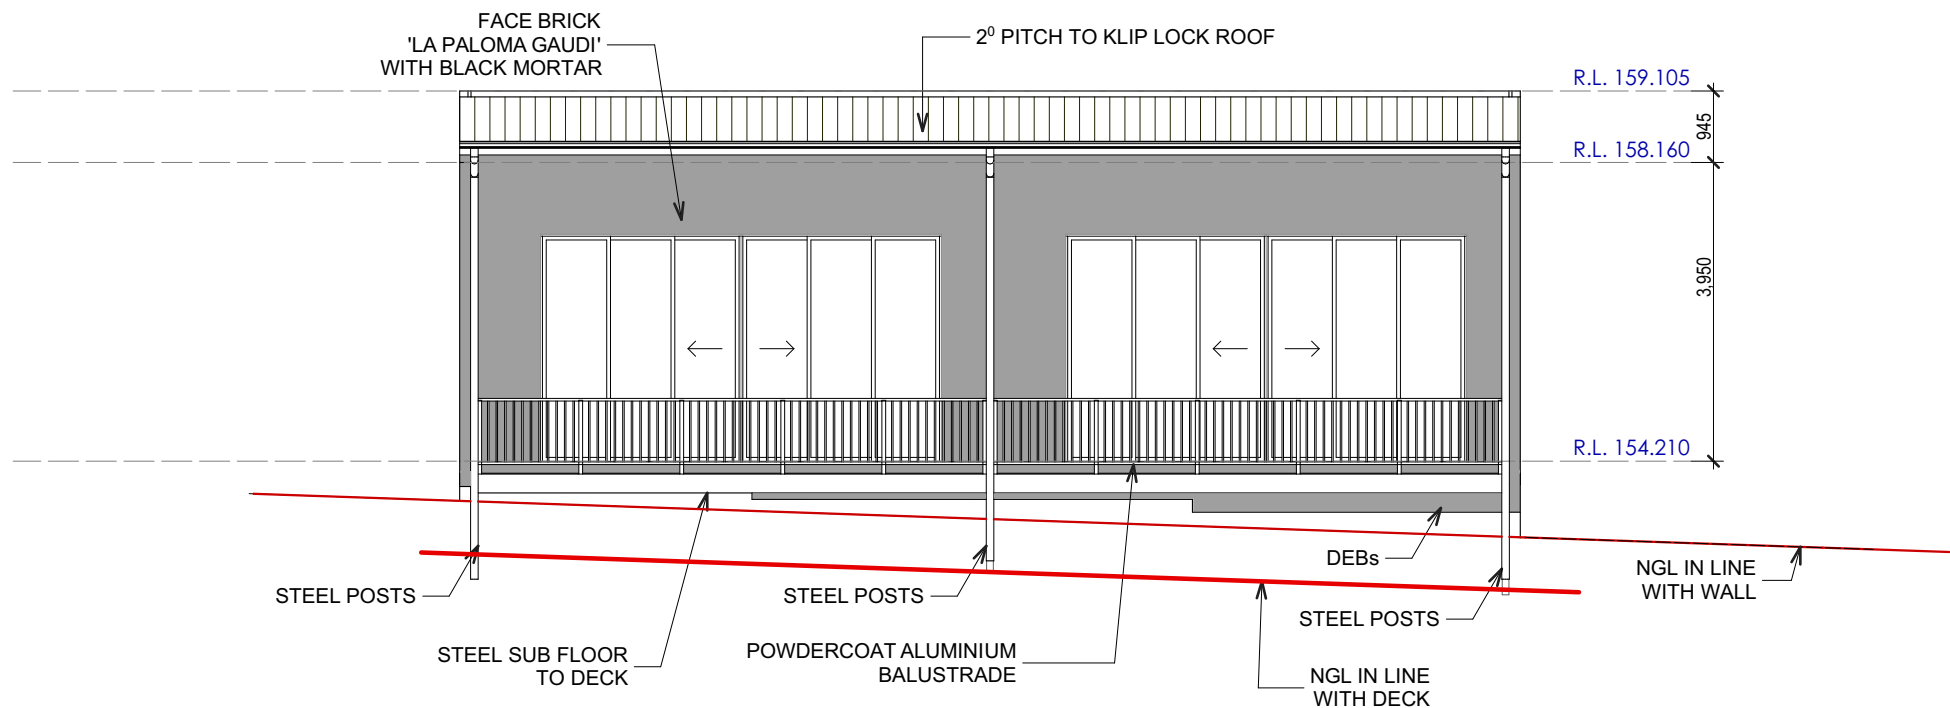 FACE BRICK
'LA PALOMA GAUDI'
WITH BLACK MORTAR
2⁰ PITCH TO KLIP LOCK ROOF
R.L. 159.105
945
R.L. 158.160
3,950
R.L. 154.210
DEBs
NGL IN LINE
WITH WALL
STEEL POSTS
STEEL POSTS
STEEL POSTS
STEEL SUB FLOOR
TO DECK
POWDERCOAT ALUMINIUM
BALUSTRADE
NGL IN LINE
WITH DECK